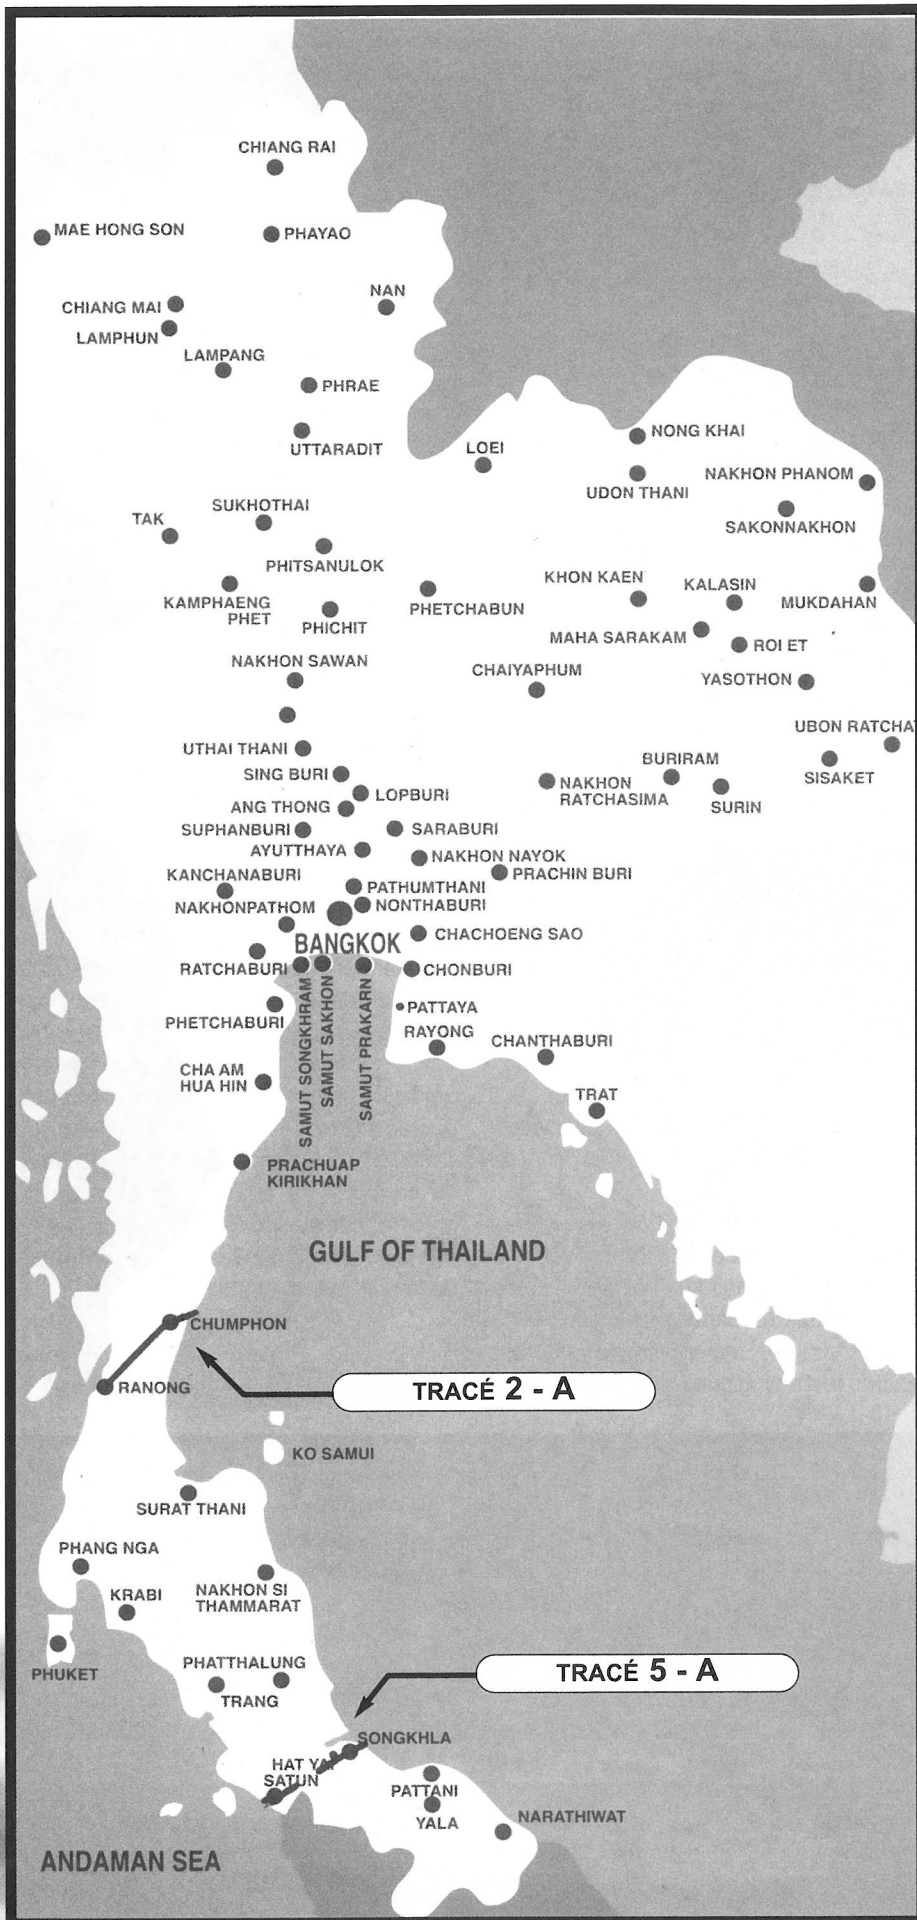 CHIANG RAI
MAE HONG SON
PHAYAO
NAN
CHIANG MAI
LAMPHUN
LAMPANG
PHRAE
UTTARADIT
LOEI
NONG KHAI
NAKHON PHANOM
UDON THANI
SAKONNAKHON
TAK
SUKHOTHAI
PHITSANULOK
KAMPHAENG
PHET
PHICHIT
PHETCHABUN
KHON KAEN
KALASIN
MUKDAHAN
MAHA SARAKAM
ROI ET
NAKHON SAWAN
CHAIYAPHUM
YASOTHON
UBON RATCHAT
UTHAI THANI
SING BURI
LOPBURI
NAKHON
RATCHASIMA
BURIRAM
SURIN
SISAKET
ANG THONG
SUPHANBURI
SARABURI
AYUTTHAYA
NAKHON NAYOK
PRACHIN BURI
KANCHANABURI
PATHUMTHANI
NAKHONPATHOM
NONTHABURI
BANGKOK
CHACHOENG SAO
RATCHABURI
CHONBURI
SAMUT SONGKHRAM
SAMUT SAKHON
SAMUT PRAKARN
PHETCHABURI
PATTAYA
RAYONG
CHANTHABURI
CHA AM
HUA HIN
TRAT
PRACHUAP
KIRIKHAN
GULF OF THAILAND
CHUMPHON
RANONG
TRACÉ 2 - A
KO SAMUI
SURAT THANI
PHANG NGA
KRABI
NAKHON SI
THAMMARAT
PHUKET
PHATTHALUNG
TRANG
TRACÉ 5 - A
SONGKHLA
HAT YAI
SATUN
PATTANI
YALA
NARATHIWAT
ANDAMAN SEA